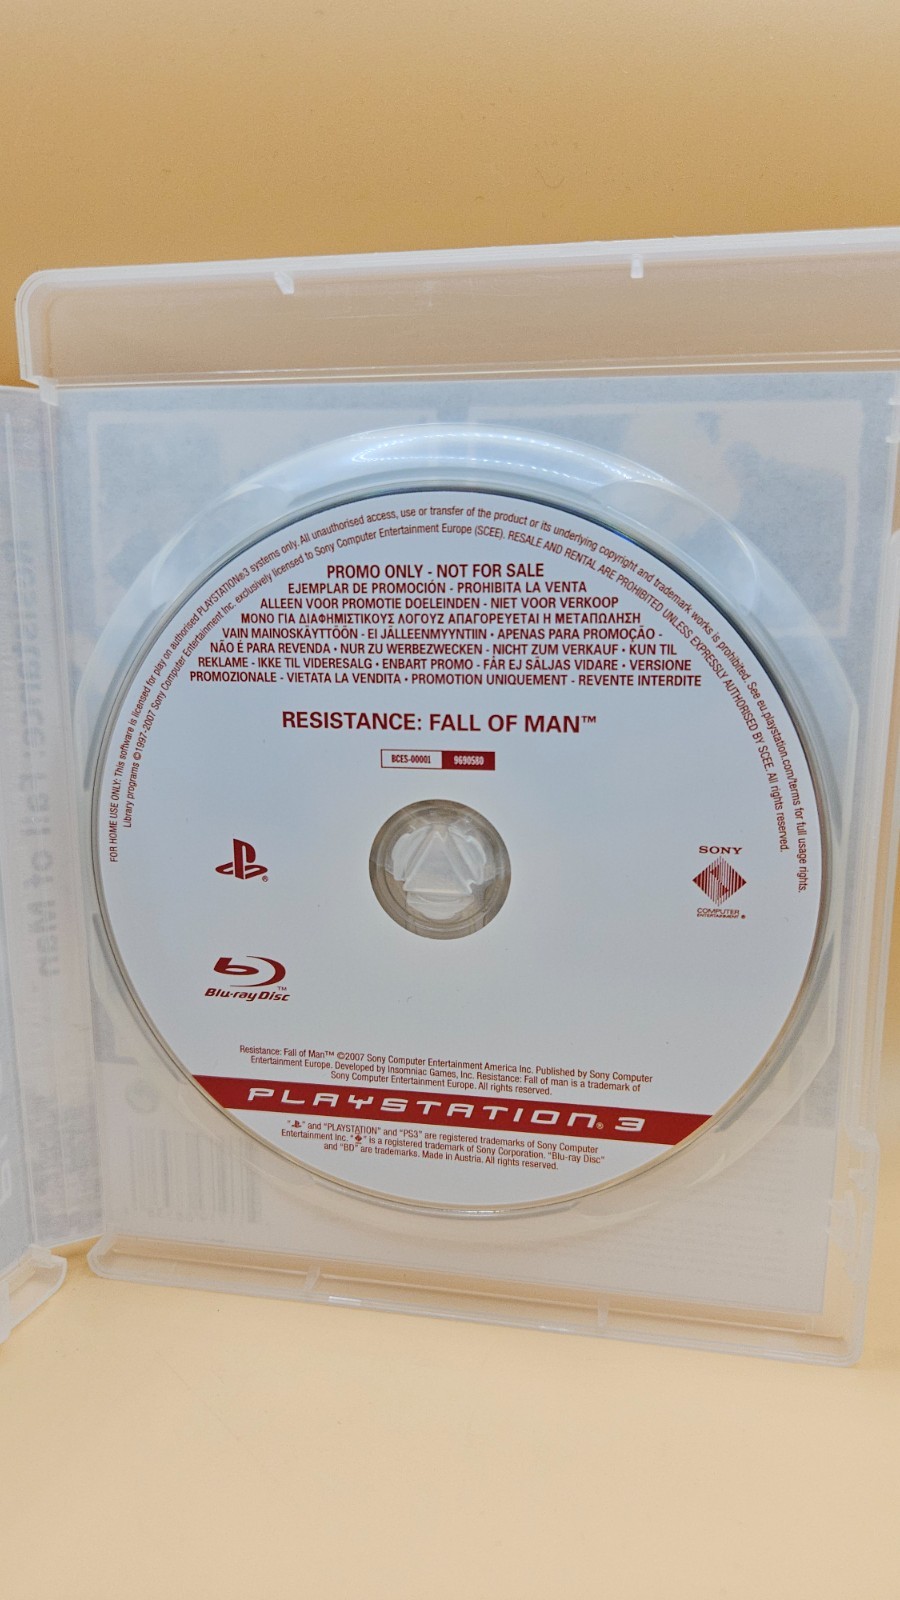 FOR HOME USE ONLY: This software is licensed for play on authorised PLAYSTATION®3 systems only. All unauthorised access, use or transfer of the product or its underlying copyright and trademark works is prohibited. See eu.playstation.com/terms for full usage rights.
Library programs ©1997-2007 Sony Computer Entertainment Inc. exclusively licensed to Sony Computer Entertainment Europe (SCEE). RESALE AND RENTAL ARE PROHIBITED UNLESS EXPRESSLY AUTHORISED BY SCEE. All rights reserved.
PROMO ONLY - NOT FOR SALE
EJEMPLAR DE PROMOCIÓN - PROHIBITA LA VENTA
ALLEEN VOOR PROMOTIE DOELEINDEN - NIET VOOR VERKOOP
ΜΟΝΟ ΓΙΑ ΔΙΑΦΗΜΙΣΤΙΚΟΥΣ ΛΟΓΟΥΖ ΑΠΑΓΟΡΕΥΕΤΑΙ Η ΜΕΤΑΠΩΛΗΣΗ
VAIN MAINOSKÄYTTÖÖN - EI JÄLLEENMYYNTIIN • APENAS PARA PROMOÇÃO -
NÃO É PARA REVENDA • NUR ZU WERBEZWECKEN - NICHT ZUM VERKAUF • KUN TIL
REKLAME - IKKE TIL VIDERESALG • ENBART PROMO - FÅR EJ SÄLJAS VIDARE • VERSIONE
PROMOZIONALE - VIETATA LA VENDITA • PROMOTION UNIQUEMENT - REVENTE INTERDITE
RESISTANCE: FALL OF MAN™
BCES-00001 9690580
SONY
COMPUTER
ENTERTAINMENT®
Blu-ray Disc™
Resistance: Fall of Man™ ©2007 Sony Computer Entertainment America Inc. Published by Sony Computer
Entertainment Europe. Developed by Insomniac Games, Inc. Resistance: Fall of man is a trademark of
Sony Computer Entertainment Europe. All rights reserved.
PLAYSTATION®3
" " and "PLAYSTATION" and "PS3" are registered trademarks of Sony Computer
Entertainment Inc. " " is a registered trademark of Sony Corporation. "Blu-ray Disc"
and "BD" are trademarks. Made in Austria. All rights reserved.